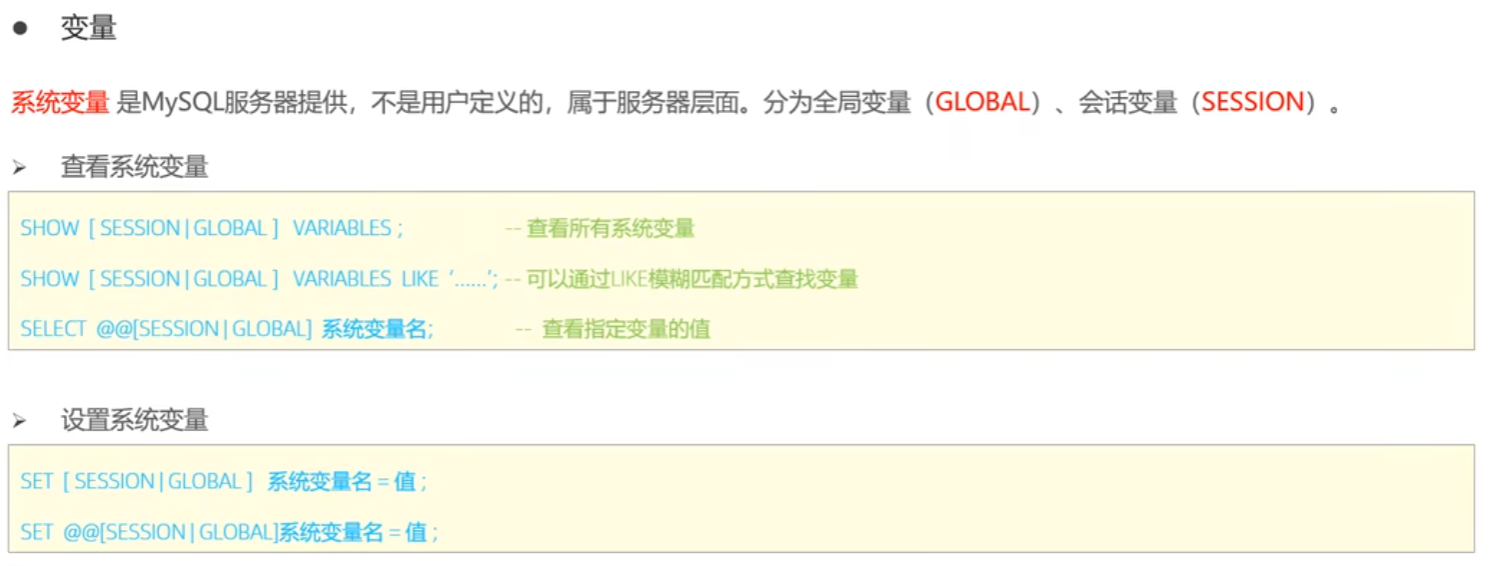 ● 变量
系统变量 是MySQL服务器提供，不是用户定义的，属于服务器层面。分为全局变量（GLOBAL）、会话变量（SESSION）。
➢ 查看系统变量
SHOW [ SESSION | GLOBAL ] VARIABLES ; -- 查看所有系统变量
SHOW [ SESSION | GLOBAL ] VARIABLES LIKE ‘......’; -- 可以通过LIKE模糊匹配方式查找变量
SELECT @@[SESSION | GLOBAL] 系统变量名; -- 查看指定变量的值
➢ 设置系统变量
SET [ SESSION | GLOBAL ] 系统变量名 = 值 ;
SET @@[SESSION | GLOBAL]系统变量名 = 值 ;